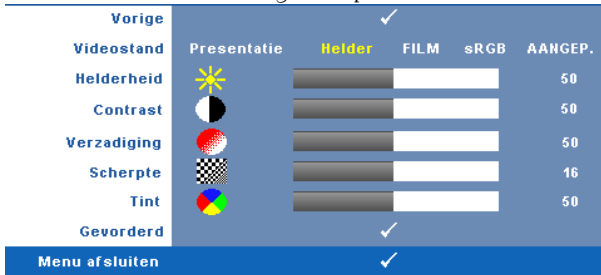 Vorige
Videostand Presentatie Helder FILM sRGB AANGEP.
Helderheid 50
Contrast 50
Verzadiging 50
Scherpte 16
Tint 50
Gevorderd
Menu afsluiten